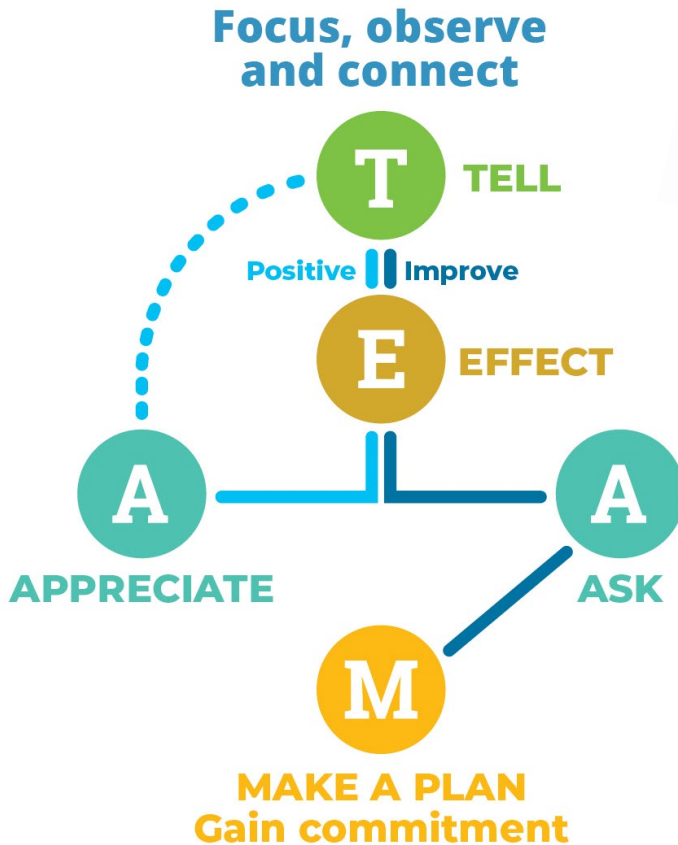 Focus, observe
and connect
T TELL
Positive Improve
E EFFECT
A A
APPRECIATE ASK
M
MAKE A PLAN
Gain commitment